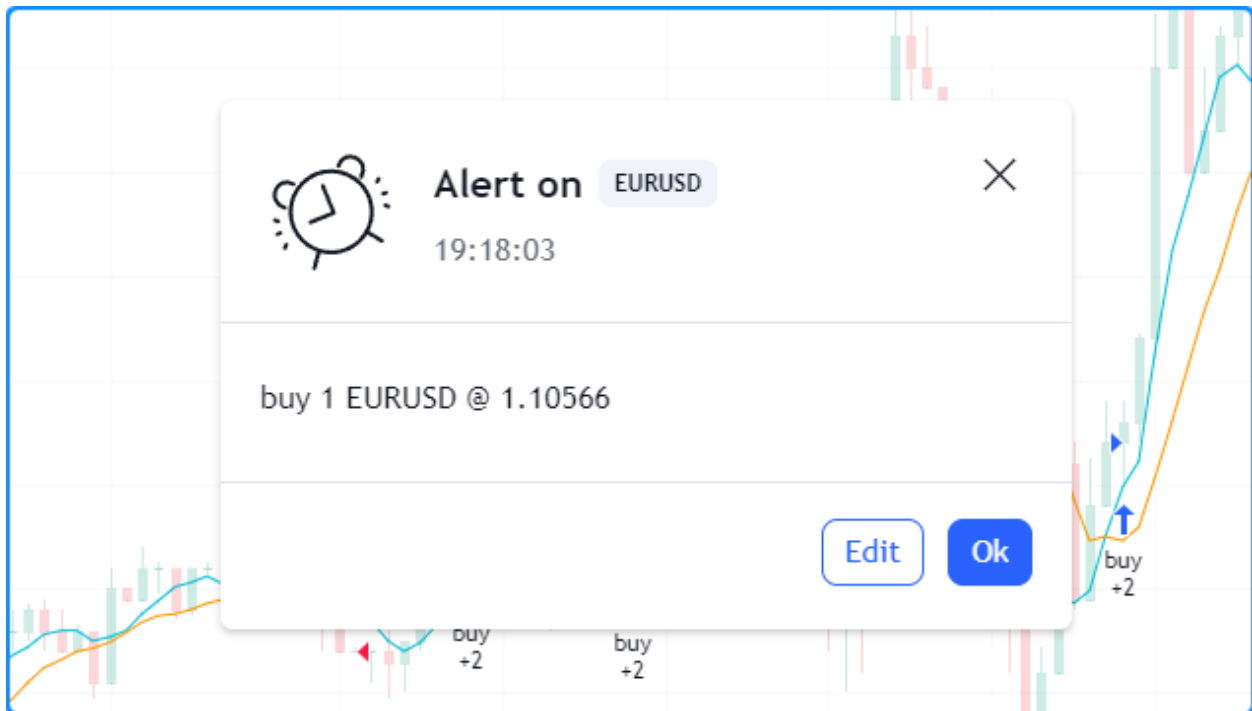 Alert on EURUSD
19:18:03
buy 1 EURUSD @ 1.10566
Edit Ok
buy
+2
buy
+2
buy
+2